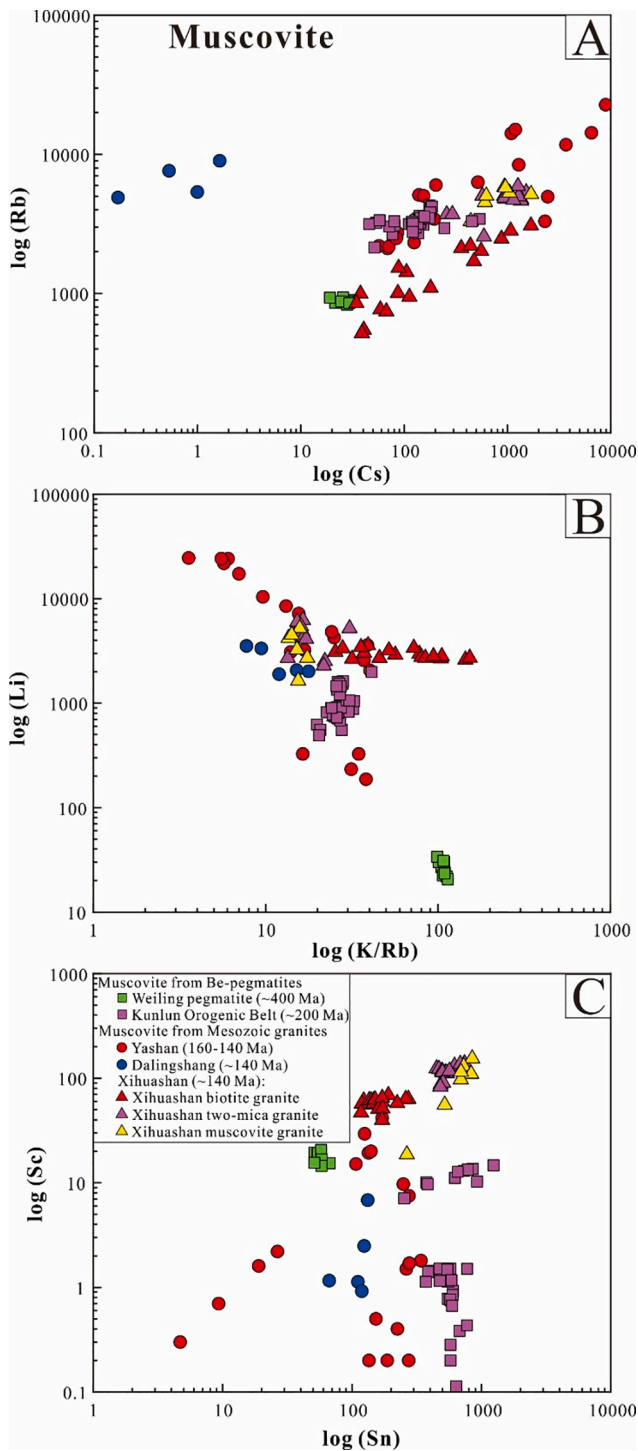 Muscovite
A
100000
10000
1000
100
log (Rb)
0.1 1 10 100 1000 10000
log (Cs)
B
100000
10000
1000
100
10
log (Li)
1 10 100 1000
log (K/Rb)
C
1000
100
10
1
0.1
log (Sc)
Muscovite from Be-pegmatites
Weiling pegmatite (~400 Ma)
Kunlun Orogenic Belt (~200 Ma)
Muscovite from Mesozoic granites
Yashan (160-140 Ma)
Dalingshang (~140 Ma)
Xihuashan (~140 Ma):
Xihuashan biotite granite
Xihuashan two-mica granite
Xihuashan muscovite granite
1 10 100 1000
log (Sn)